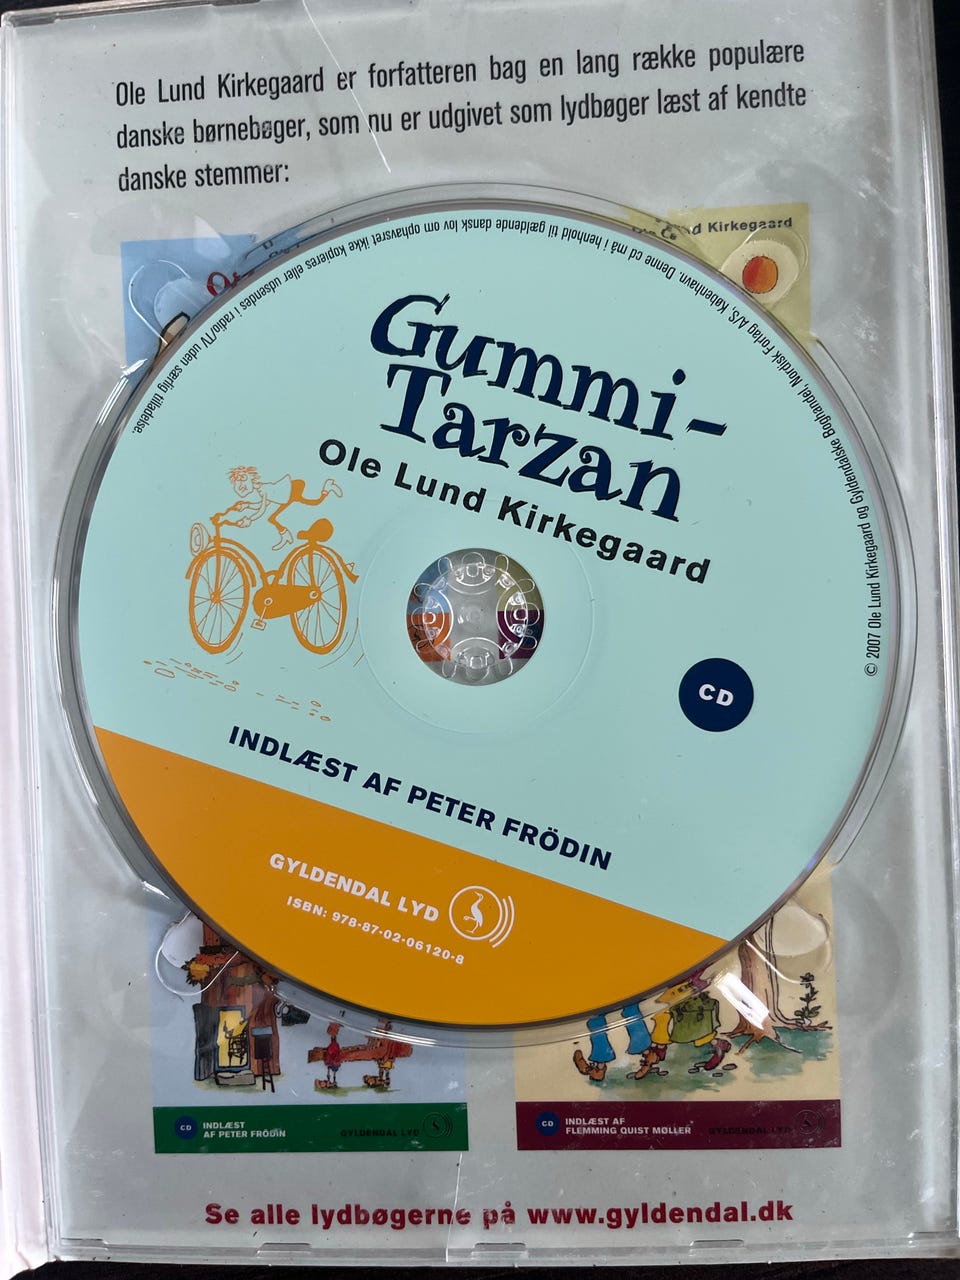 Ole Lund Kirkegaard er forfatteren bag en lang række populære
danske børnebøger, som nu er udgivet som lydbøger læst af kendte
danske stemmer:
Kirkegaard
© 2007 Ole Lund Kirkegaard og Gyldendalske Boghandel, Nordisk Forlag A/S, København. Denne cd må i henhold til gældende dansk lov om ophavsret ikke kopieres eller udsendes i radio/TV uden særlig tilladelse.
Gummi-
Tarzan
Ole Lund Kirkegaard
CD
INDLÆST AF PETER FRÖDIN
GYLDENDAL LYD
ISBN: 978-87-02-06120-8
CD
INDLÆST
AF PETER FRÖDIN
GYLDENDAL LYD
CD
INDLÆST AF
FLEMMING QUIST MØLLER
GYLDENDAL LYD
Se alle lydbøgerne på www.gyldendal.dk